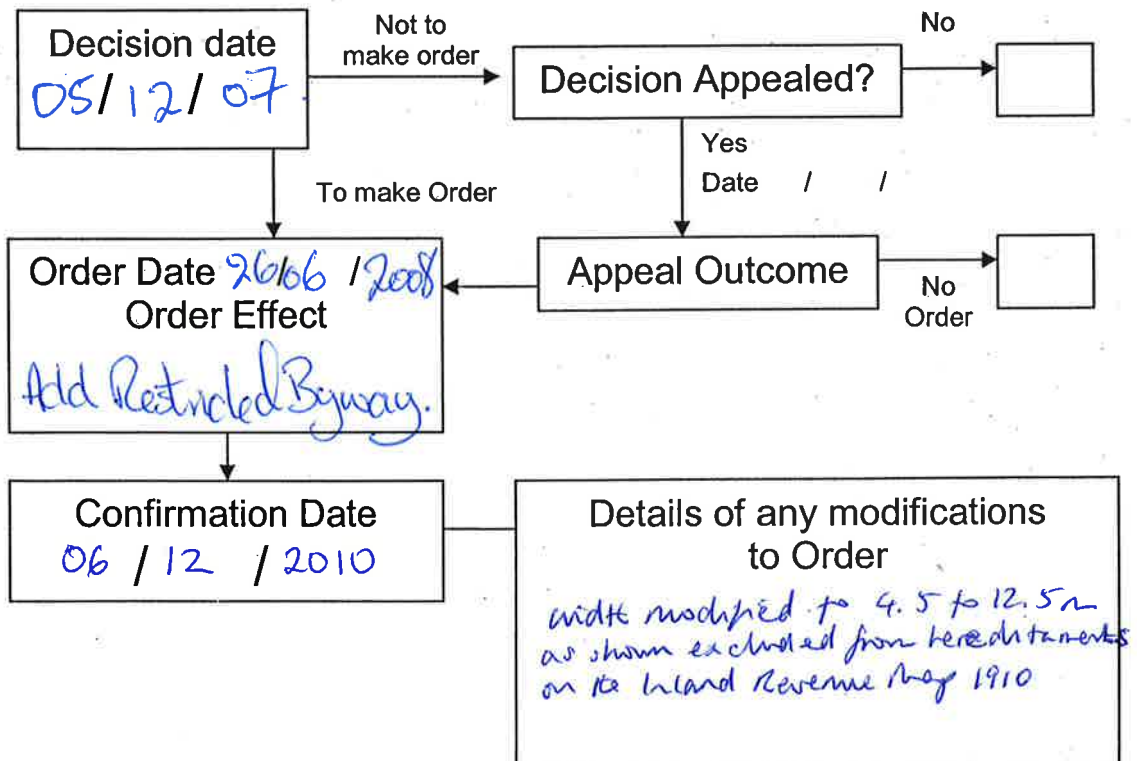 Decision date
05/12/07
Not to
make order
Decision Appealed?
No
Yes
Date / /
To make Order
Order Date 26/06/2008
Order Effect
Add Restricted Byway.
Appeal Outcome
No
Order
Confirmation Date
06/12/2010
Details of any modifications
to Order
width modified to 4.5 to 12.5m
as shown excluded from hereditaments
on the Inland Revenue Map 1910